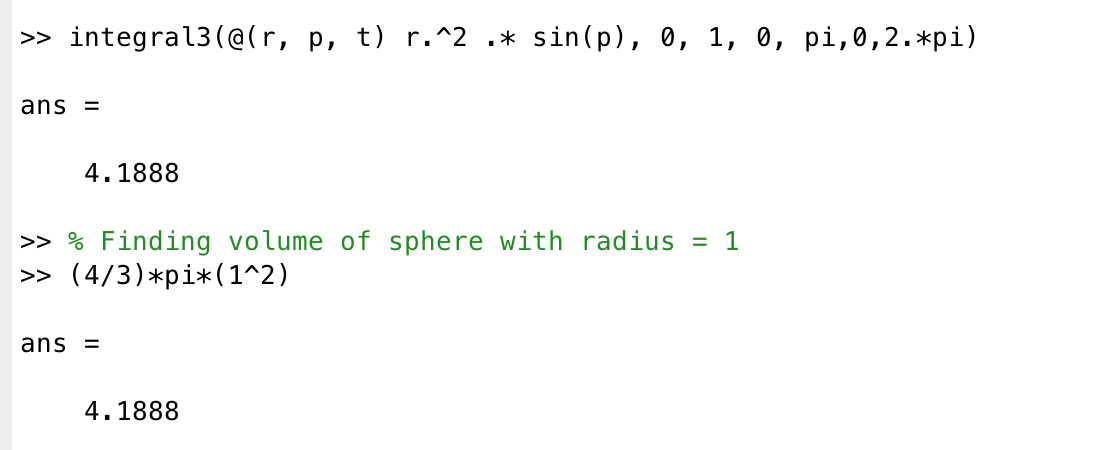 >> integral3(@(r, p, t) r.^2 .* sin(p), 0, 1, 0, pi,0,2.*pi)
ans =
4.1888
>> % Finding volume of sphere with radius = 1
>> (4/3)*pi*(1^2)
ans =
4.1888